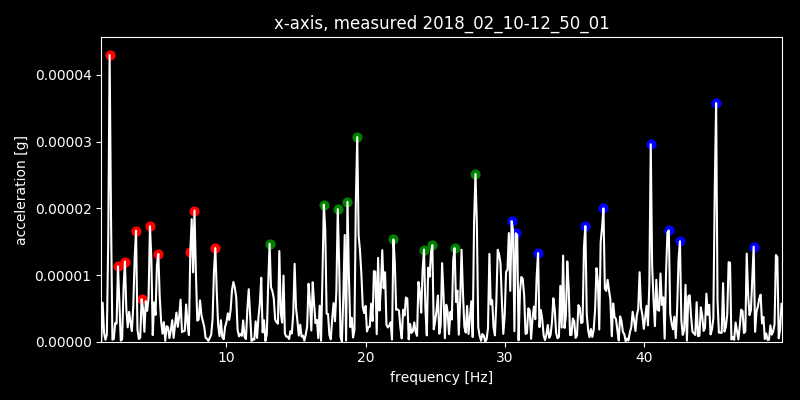 x-axis, measured 2018_02_10-12_50_01
acceleration [g]
0.00004
0.00003
0.00002
0.00001
0.00000
10 20 30 40
frequency [Hz]